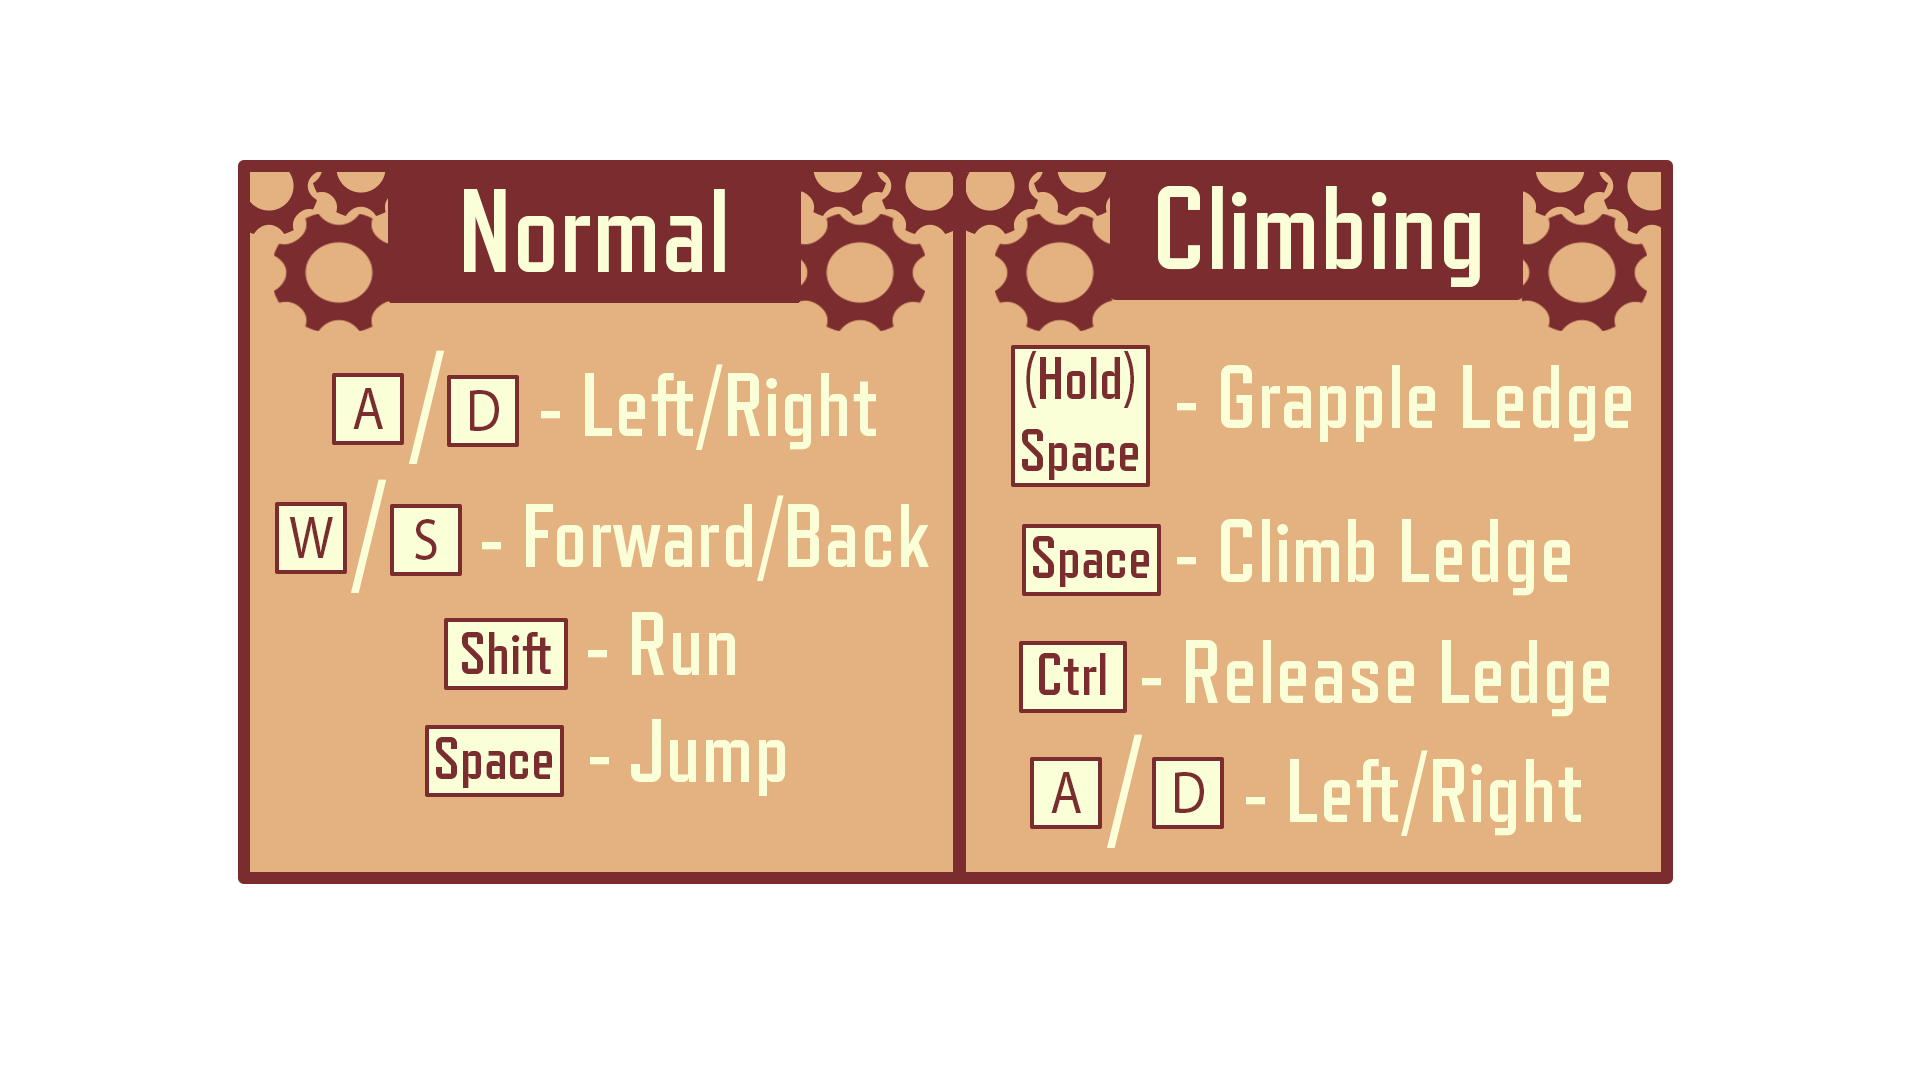 Normal
A / D - Left/Right
W / S - Forward/Back
Shift - Run
Space - Jump
Climbing
(Hold)
Space - Grapple Ledge
Space - Climb Ledge
Ctrl - Release Ledge
A / D - Left/Right